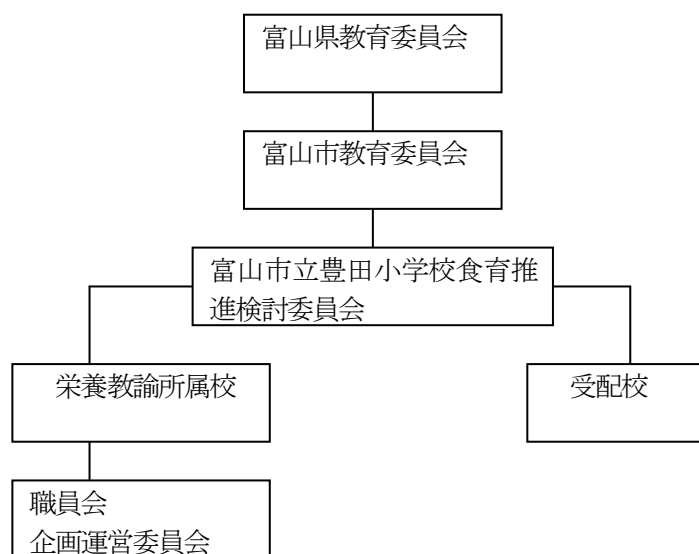 富山県教育委員会
富山市教育委員会
富山市立豊田小学校食育推
進検討委員会
栄養教諭所属校
受配校
職員会
企画運営委員会